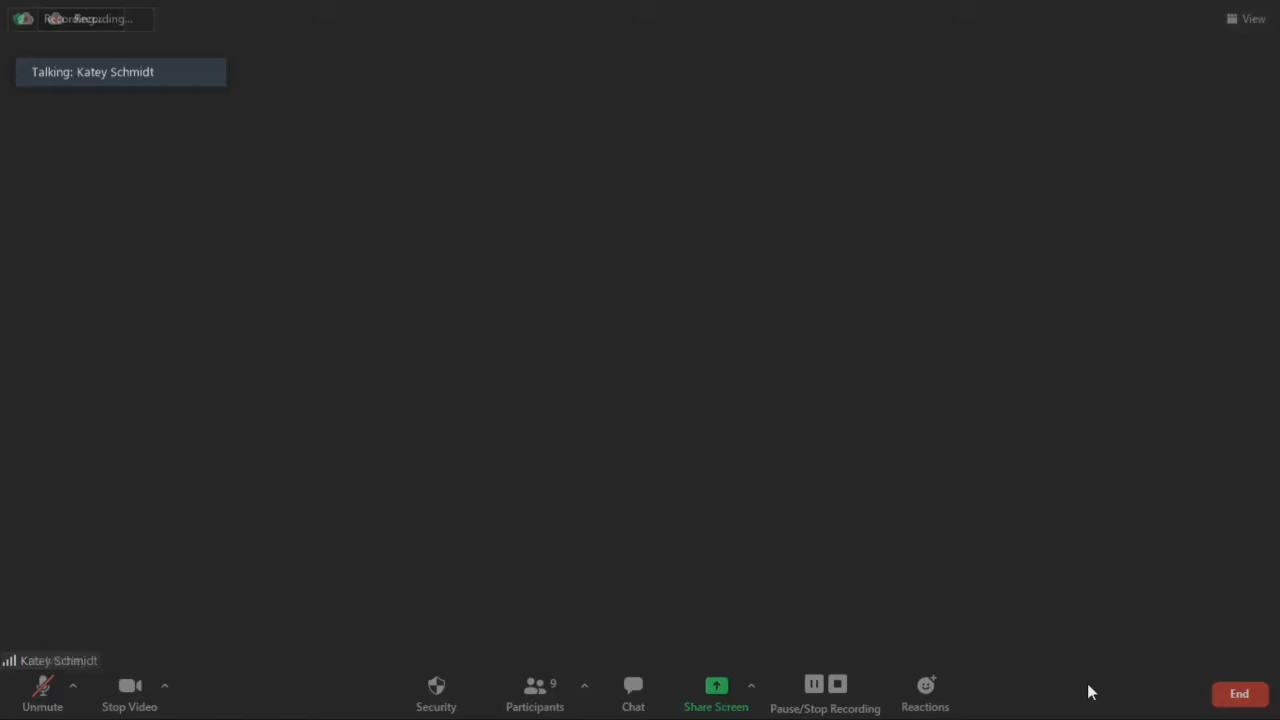 Recording...
View
Talking: Katey Schmidt
Katey Schmidt
Unmute
Stop Video
Security
Participants
9
Chat
Share Screen
Pause/Stop Recording
Reactions
End